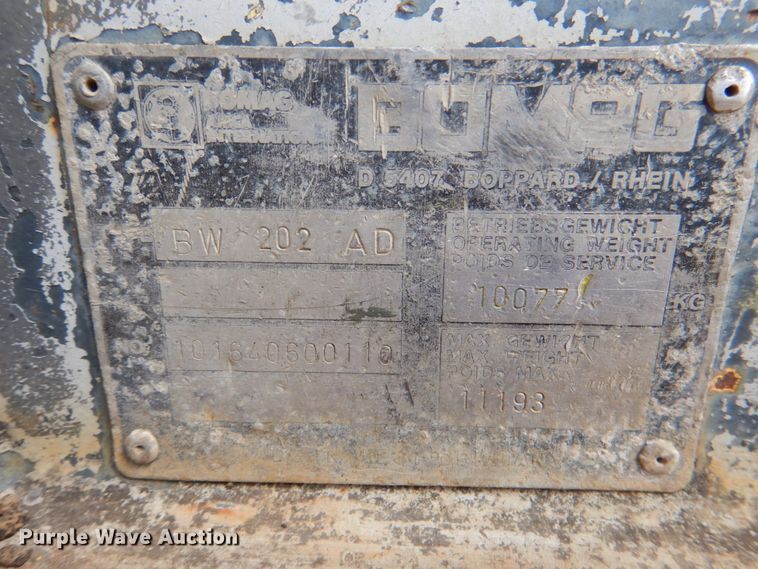 BOMAG
BOMAG
D 5407 BOPPARD / RHEIN
BW 202 AD
BETRIEBSGEWICHT
OPERATING WEIGHT
POIDS DE SERVICE
10077 KG
101640600110
MAX. GEWICHT
MAX. WEIGHT
POIDS MAX.
11193
Purple Wave Auction